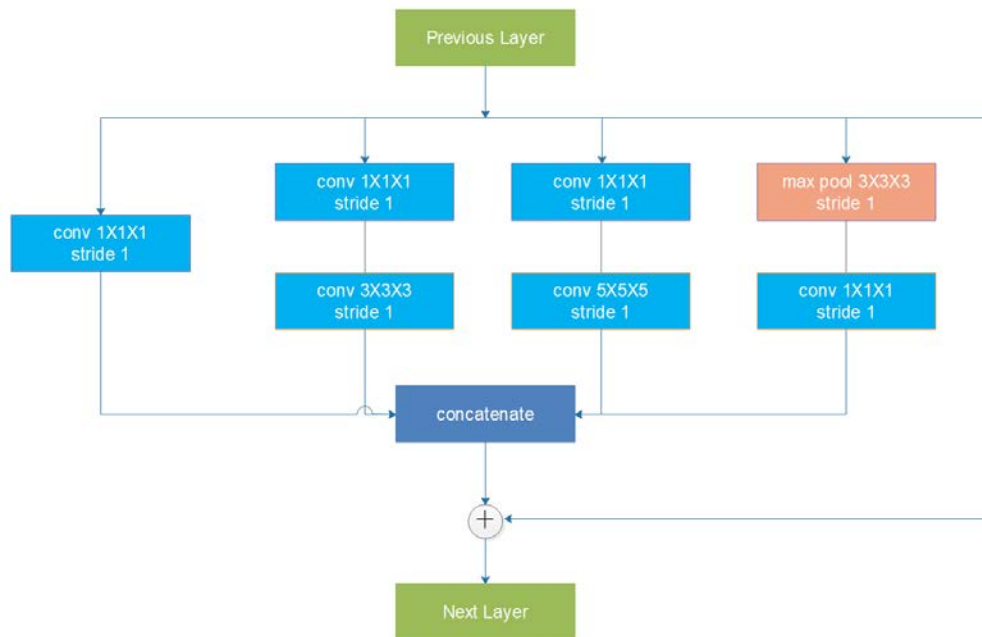 Previous Layer
conv 1X1X1
stride 1
conv 1X1X1
stride 1
max pool 3X3X3
stride 1
conv 1X1X1
stride 1
conv 3X3X3
stride 1
conv 5X5X5
stride 1
conv 1X1X1
stride 1
concatenate
+
Next Layer